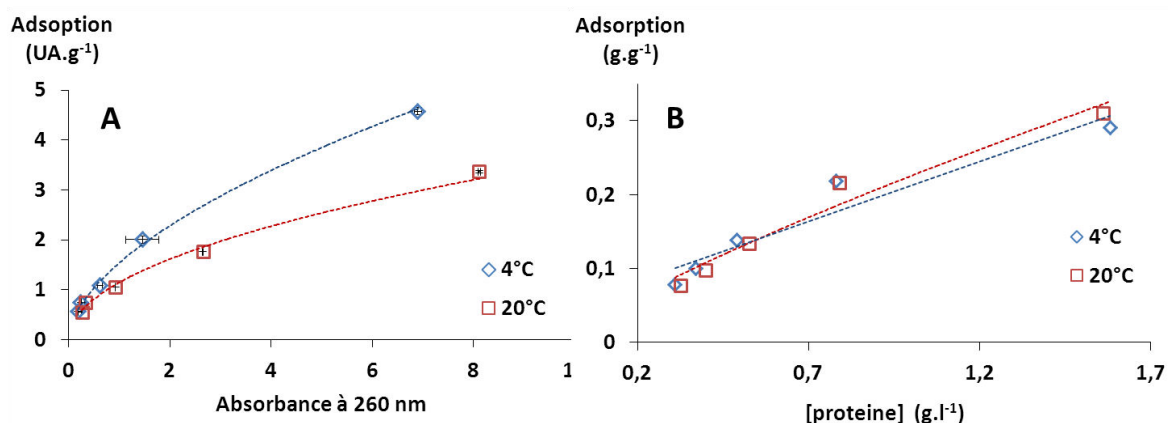 Adsoption
(UA.g-1)
5
4
3
2
1
0
A
4°C
20°C
0
2
4
6
8
1
Absorbance à 260 nm
Adsorption
(g.g-1)
0,3
0,2
0,1
0
B
4°C
20°C
0,2
0,7
1,2
1,7
[proteine] (g.l-1)